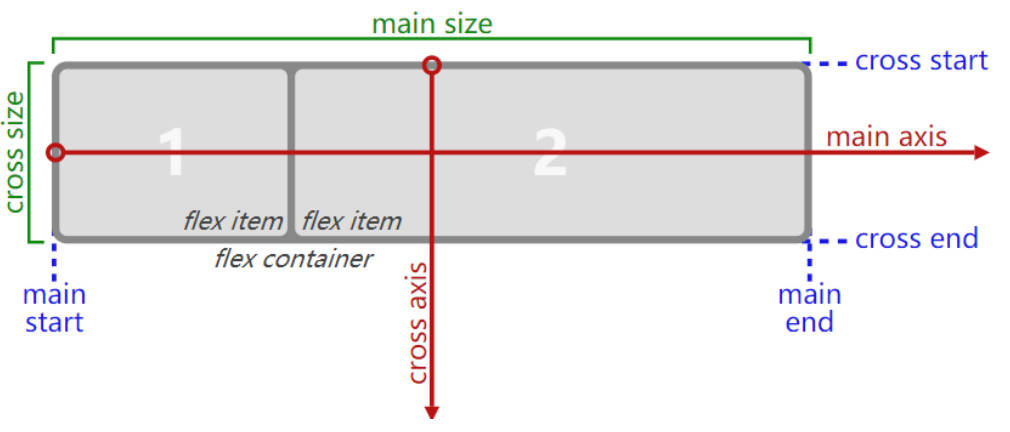 main size
cross start
cross size
1
2
main axis
flex item
flex item
cross end
flex container
cross axis
main
start
main
end